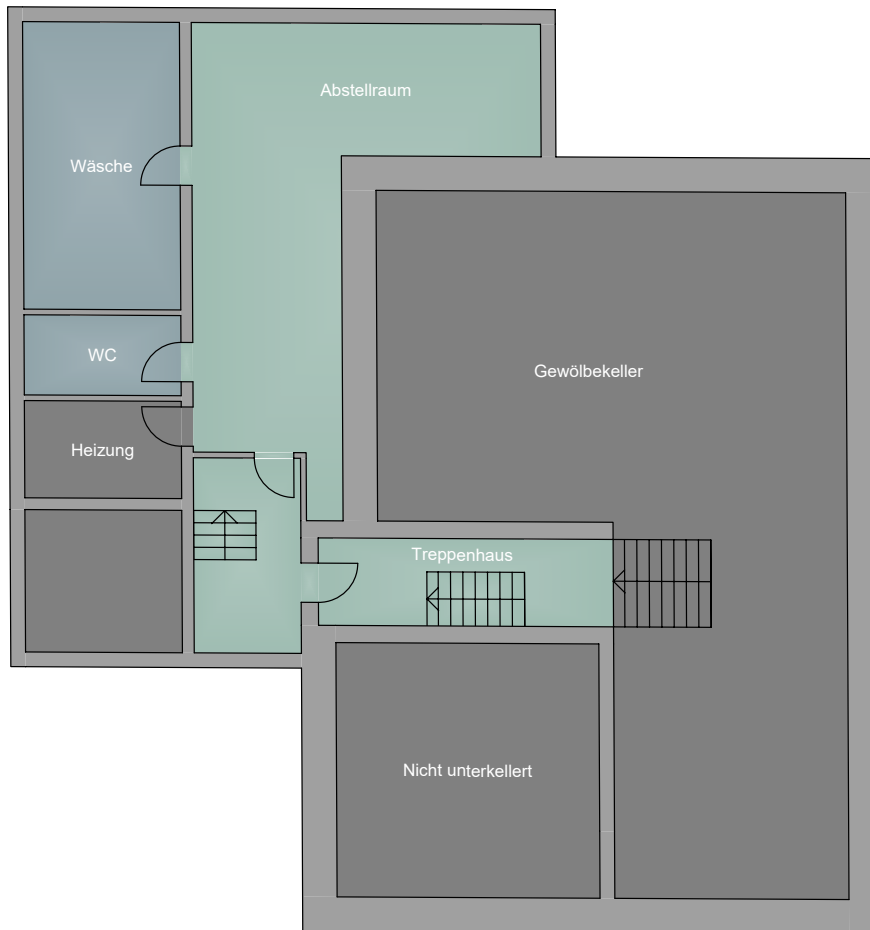 Abstellraum
Wäsche
WC
Gewölbekeller
Heizung
Treppenhaus
Nicht unterkellert